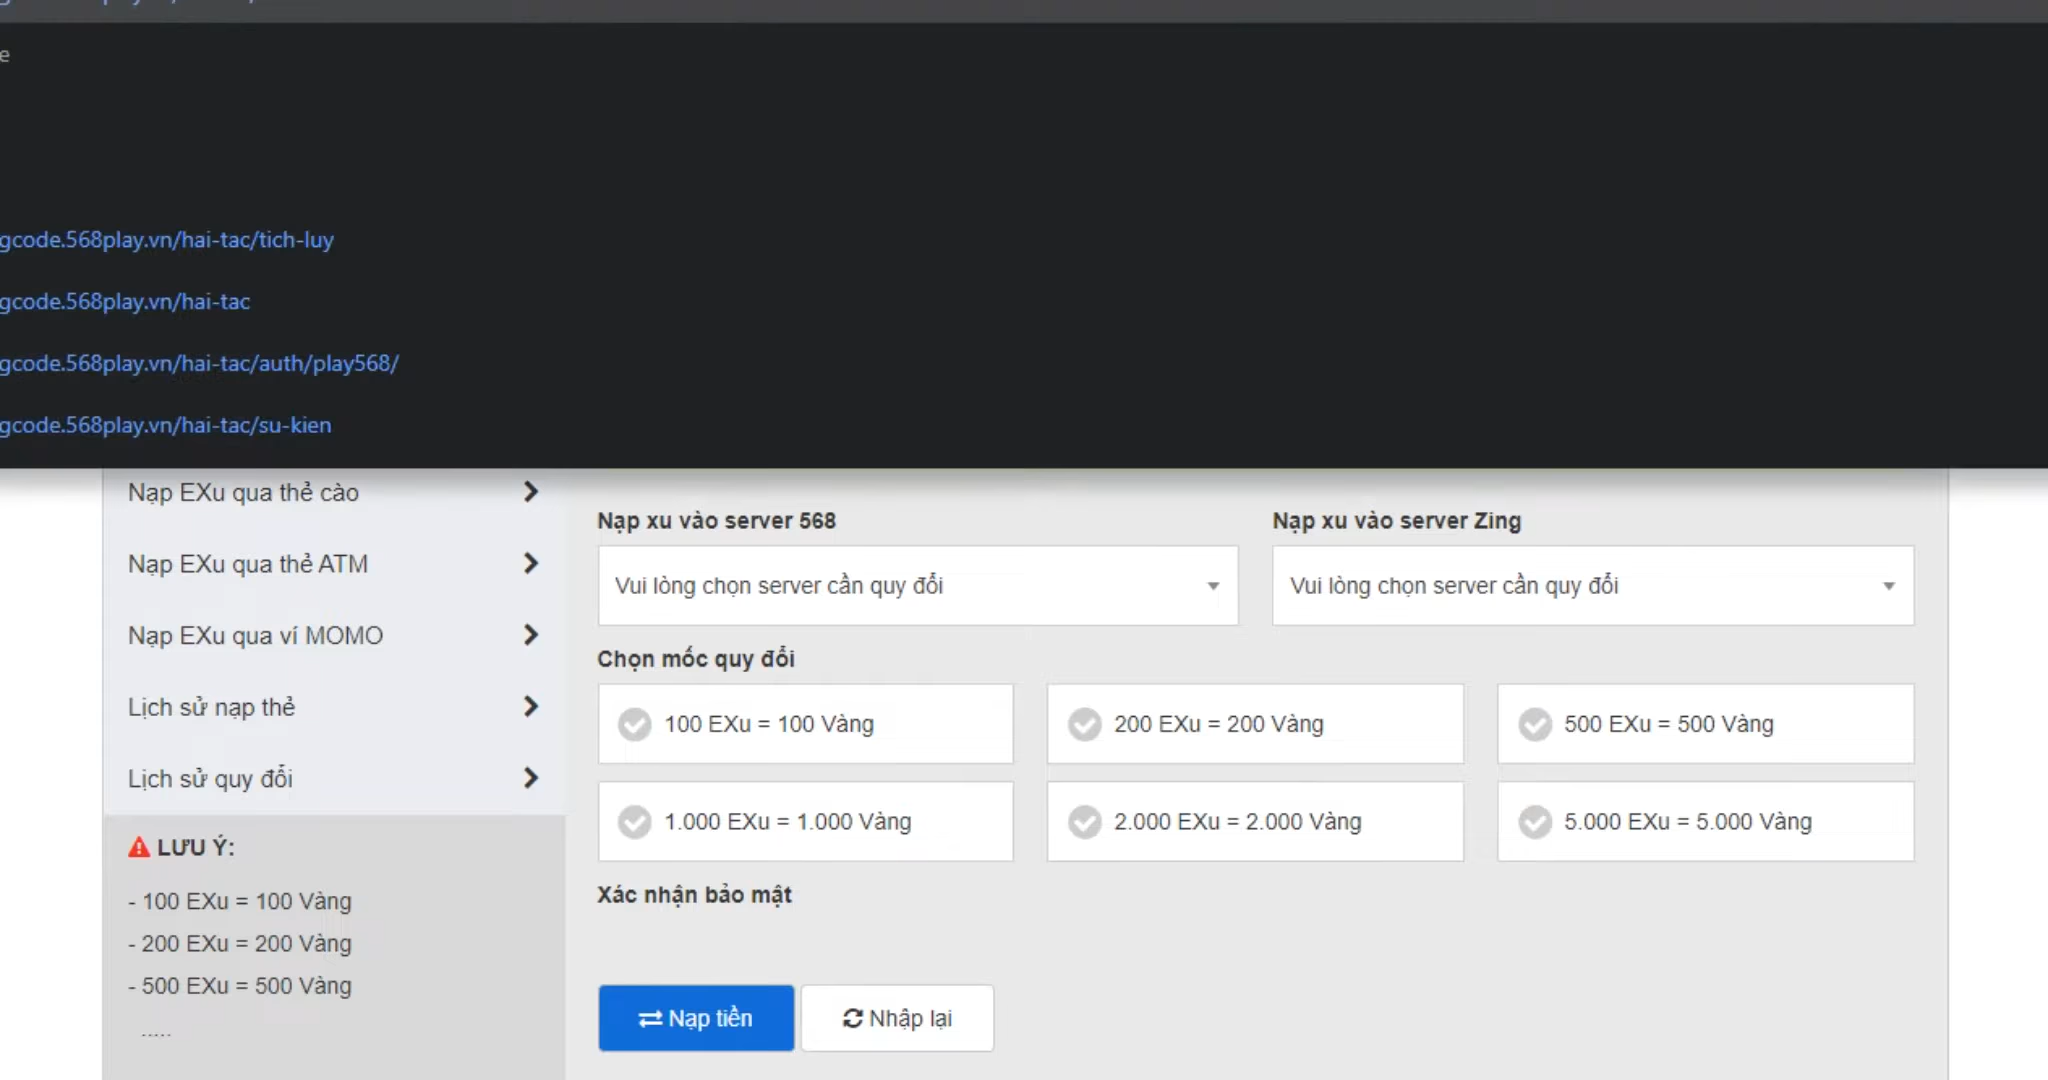 e
gcode.568play.vn/hai-tac/tich-luy
gcode.568play.vn/hai-tac
gcode.568play.vn/hai-tac/auth/play568/
gcode.568play.vn/hai-tac/su-kien
Nạp EXu qua thẻ cào
Nạp EXu qua thẻ ATM
Nạp EXu qua ví MOMO
Lịch sử nạp thẻ
Lịch sử quy đổi
LƯU Ý:
- 100 EXu = 100 Vàng
- 200 EXu = 200 Vàng
- 500 EXu = 500 Vàng
.....
Nạp xu vào server 568
Vui lòng chọn server cần quy đổi
Nạp xu vào server Zing
Vui lòng chọn server cần quy đổi
Chọn mốc quy đổi
100 EXu = 100 Vàng
200 EXu = 200 Vàng
500 EXu = 500 Vàng
1.000 EXu = 1.000 Vàng
2.000 EXu = 2.000 Vàng
5.000 EXu = 5.000 Vàng
Xác nhận bảo mật
Nạp tiền
Nhập lại